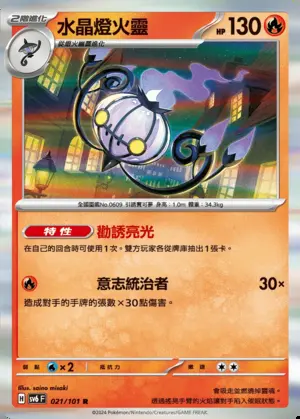 2階進化
水晶燈火靈
HP 130
從燈火幽靈進化
全國圖鑑No.0609 引誘寶可夢 身高：1.0m 體重：34.3kg
特性 勸誘亮光
在自己的回合時可使用1次。雙方玩家各從牌庫抽出1張卡。
意志統治者 30×
造成對手的手牌的張數×30點傷害。
弱點 ×2 抵抗力 撤退
Illus. saino misaki
H SV6 F 021/101 R
©2024 Pokémon/Nintendo/Creatures/GAME FREAK.